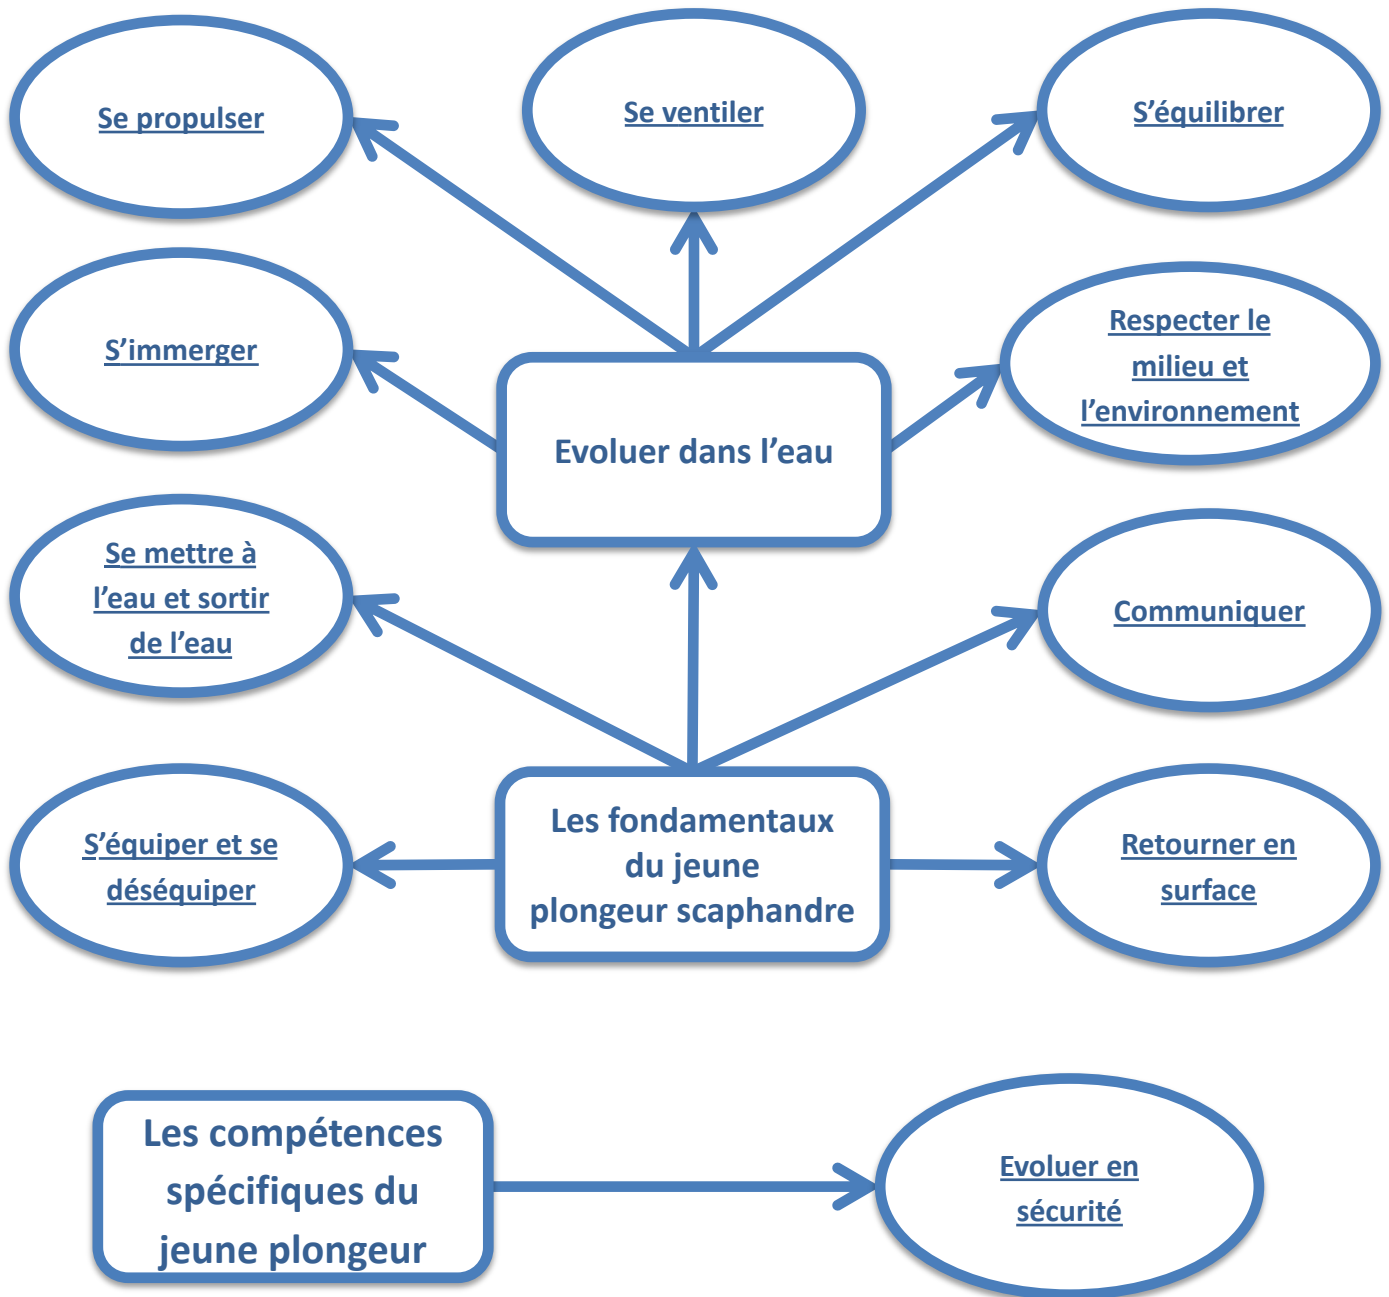 Se propulser
Se ventiler
S’équilibrer
S’immerger
Respecter le
milieu et
l’environnement
Evoluer dans l’eau
Se mettre à
l’eau et sortir
de l’eau
Communiquer
S’équiper et se
déséquiper
Les fondamentaux
du jeune
plongeur scaphandre
Retourner en
surface
Les compétences
spécifiques du
jeune plongeur
Evoluer en
sécurité